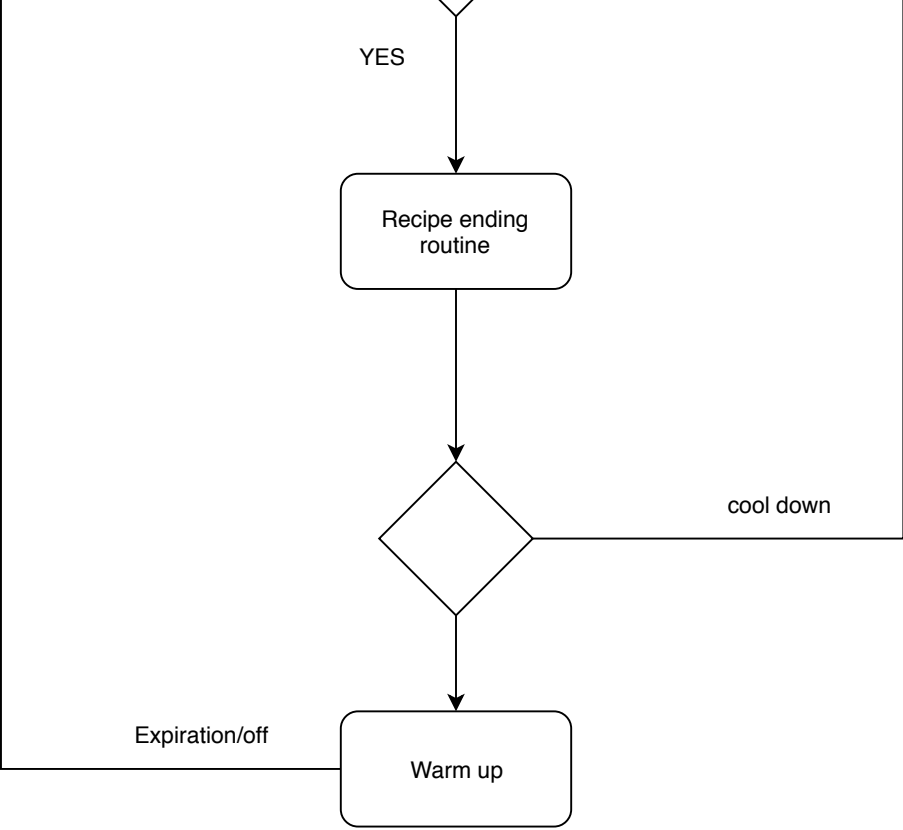 YES
Recipe ending
routine
cool down
Expiration/off
Warm up